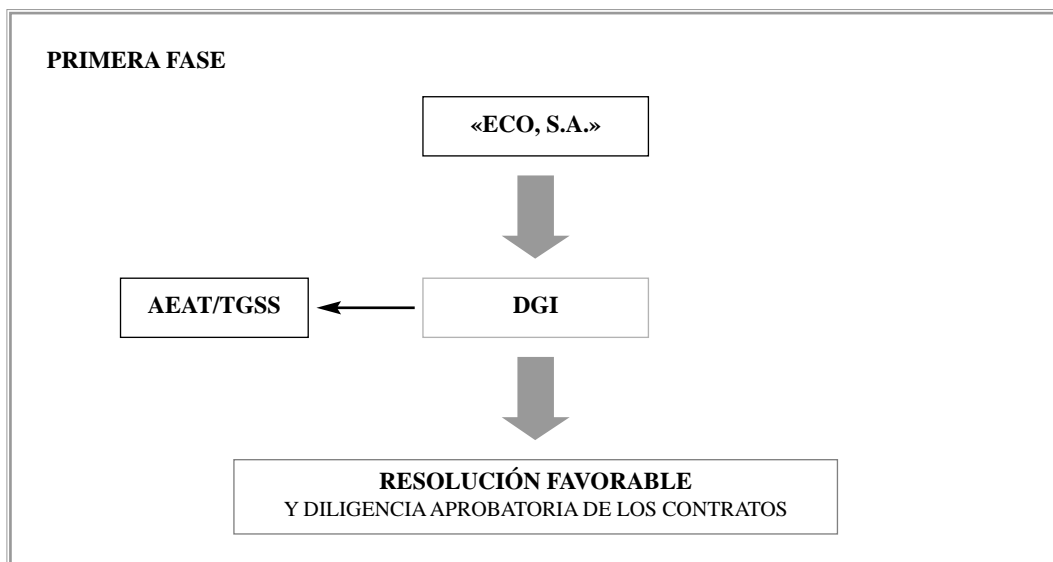 PRIMERA FASE
«ECO, S.A.»
AEAT/TGSS
DGI
RESOLUCIÓN FAVORABLE
Y DILIGENCIA APROBATORIA DE LOS CONTRATOS